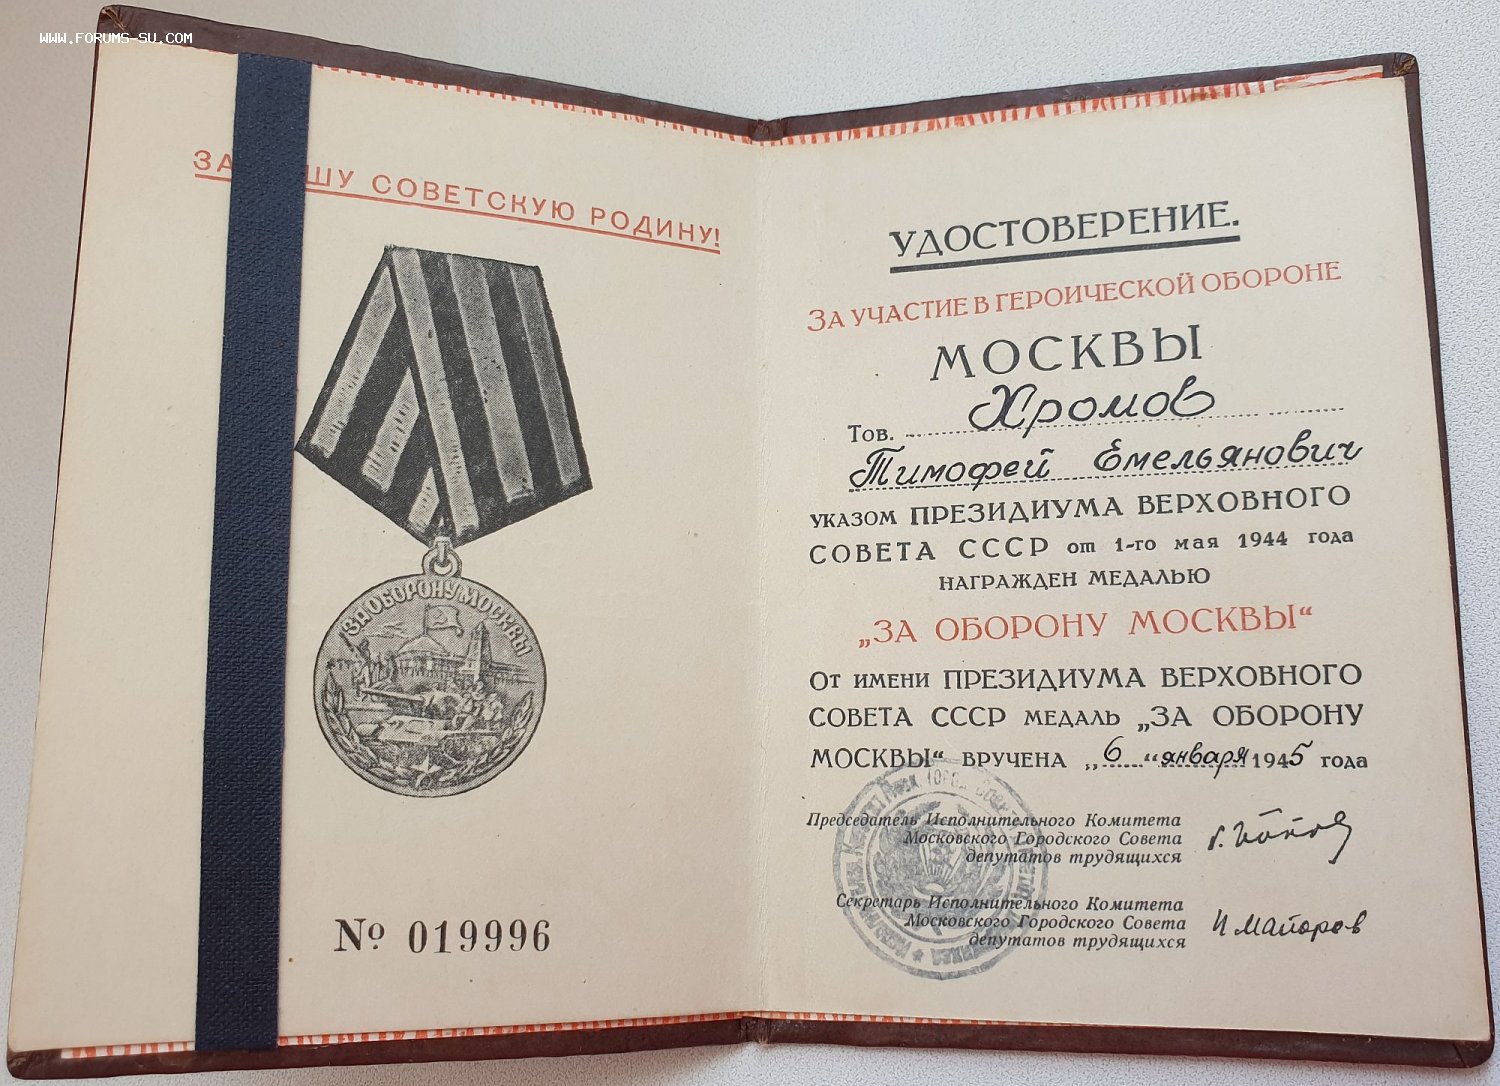 WWW.FORUMS-SU.COM
ЗА ШУ СОВЕТСКУЮ РОДИНУ!
ЗА ОБОРОНУ МОСКВЫ
№ 019996
УДОСТОВЕРЕНИЕ.
ЗА УЧАСТИЕ В ГЕРОИЧЕСКОЙ ОБОРОНЕ
МОСКВЫ
Тов. Хромов
Тимофей Емельянович
УКАЗОМ ПРЕЗИДИУМА ВЕРХОВНОГО
СОВЕТА СССР от 1-го мая 1944 года
НАГРАЖДЕН МЕДАЛЬЮ
„ЗА ОБОРОНУ МОСКВЫ“
От имени ПРЕЗИДИУМА ВЕРХОВНОГО
СОВЕТА СССР МЕДАЛЬ „ЗА ОБОРОНУ
МОСКВЫ“ ВРУЧЕНА „6“ января 1945 года
Председатель Исполнительного Комитета
Московского Городского Совета
депутатов трудящихся
Г. Попов
Секретарь Исполнительного Комитета
Московского Городского Совета
депутатов трудящихся
П Майоров